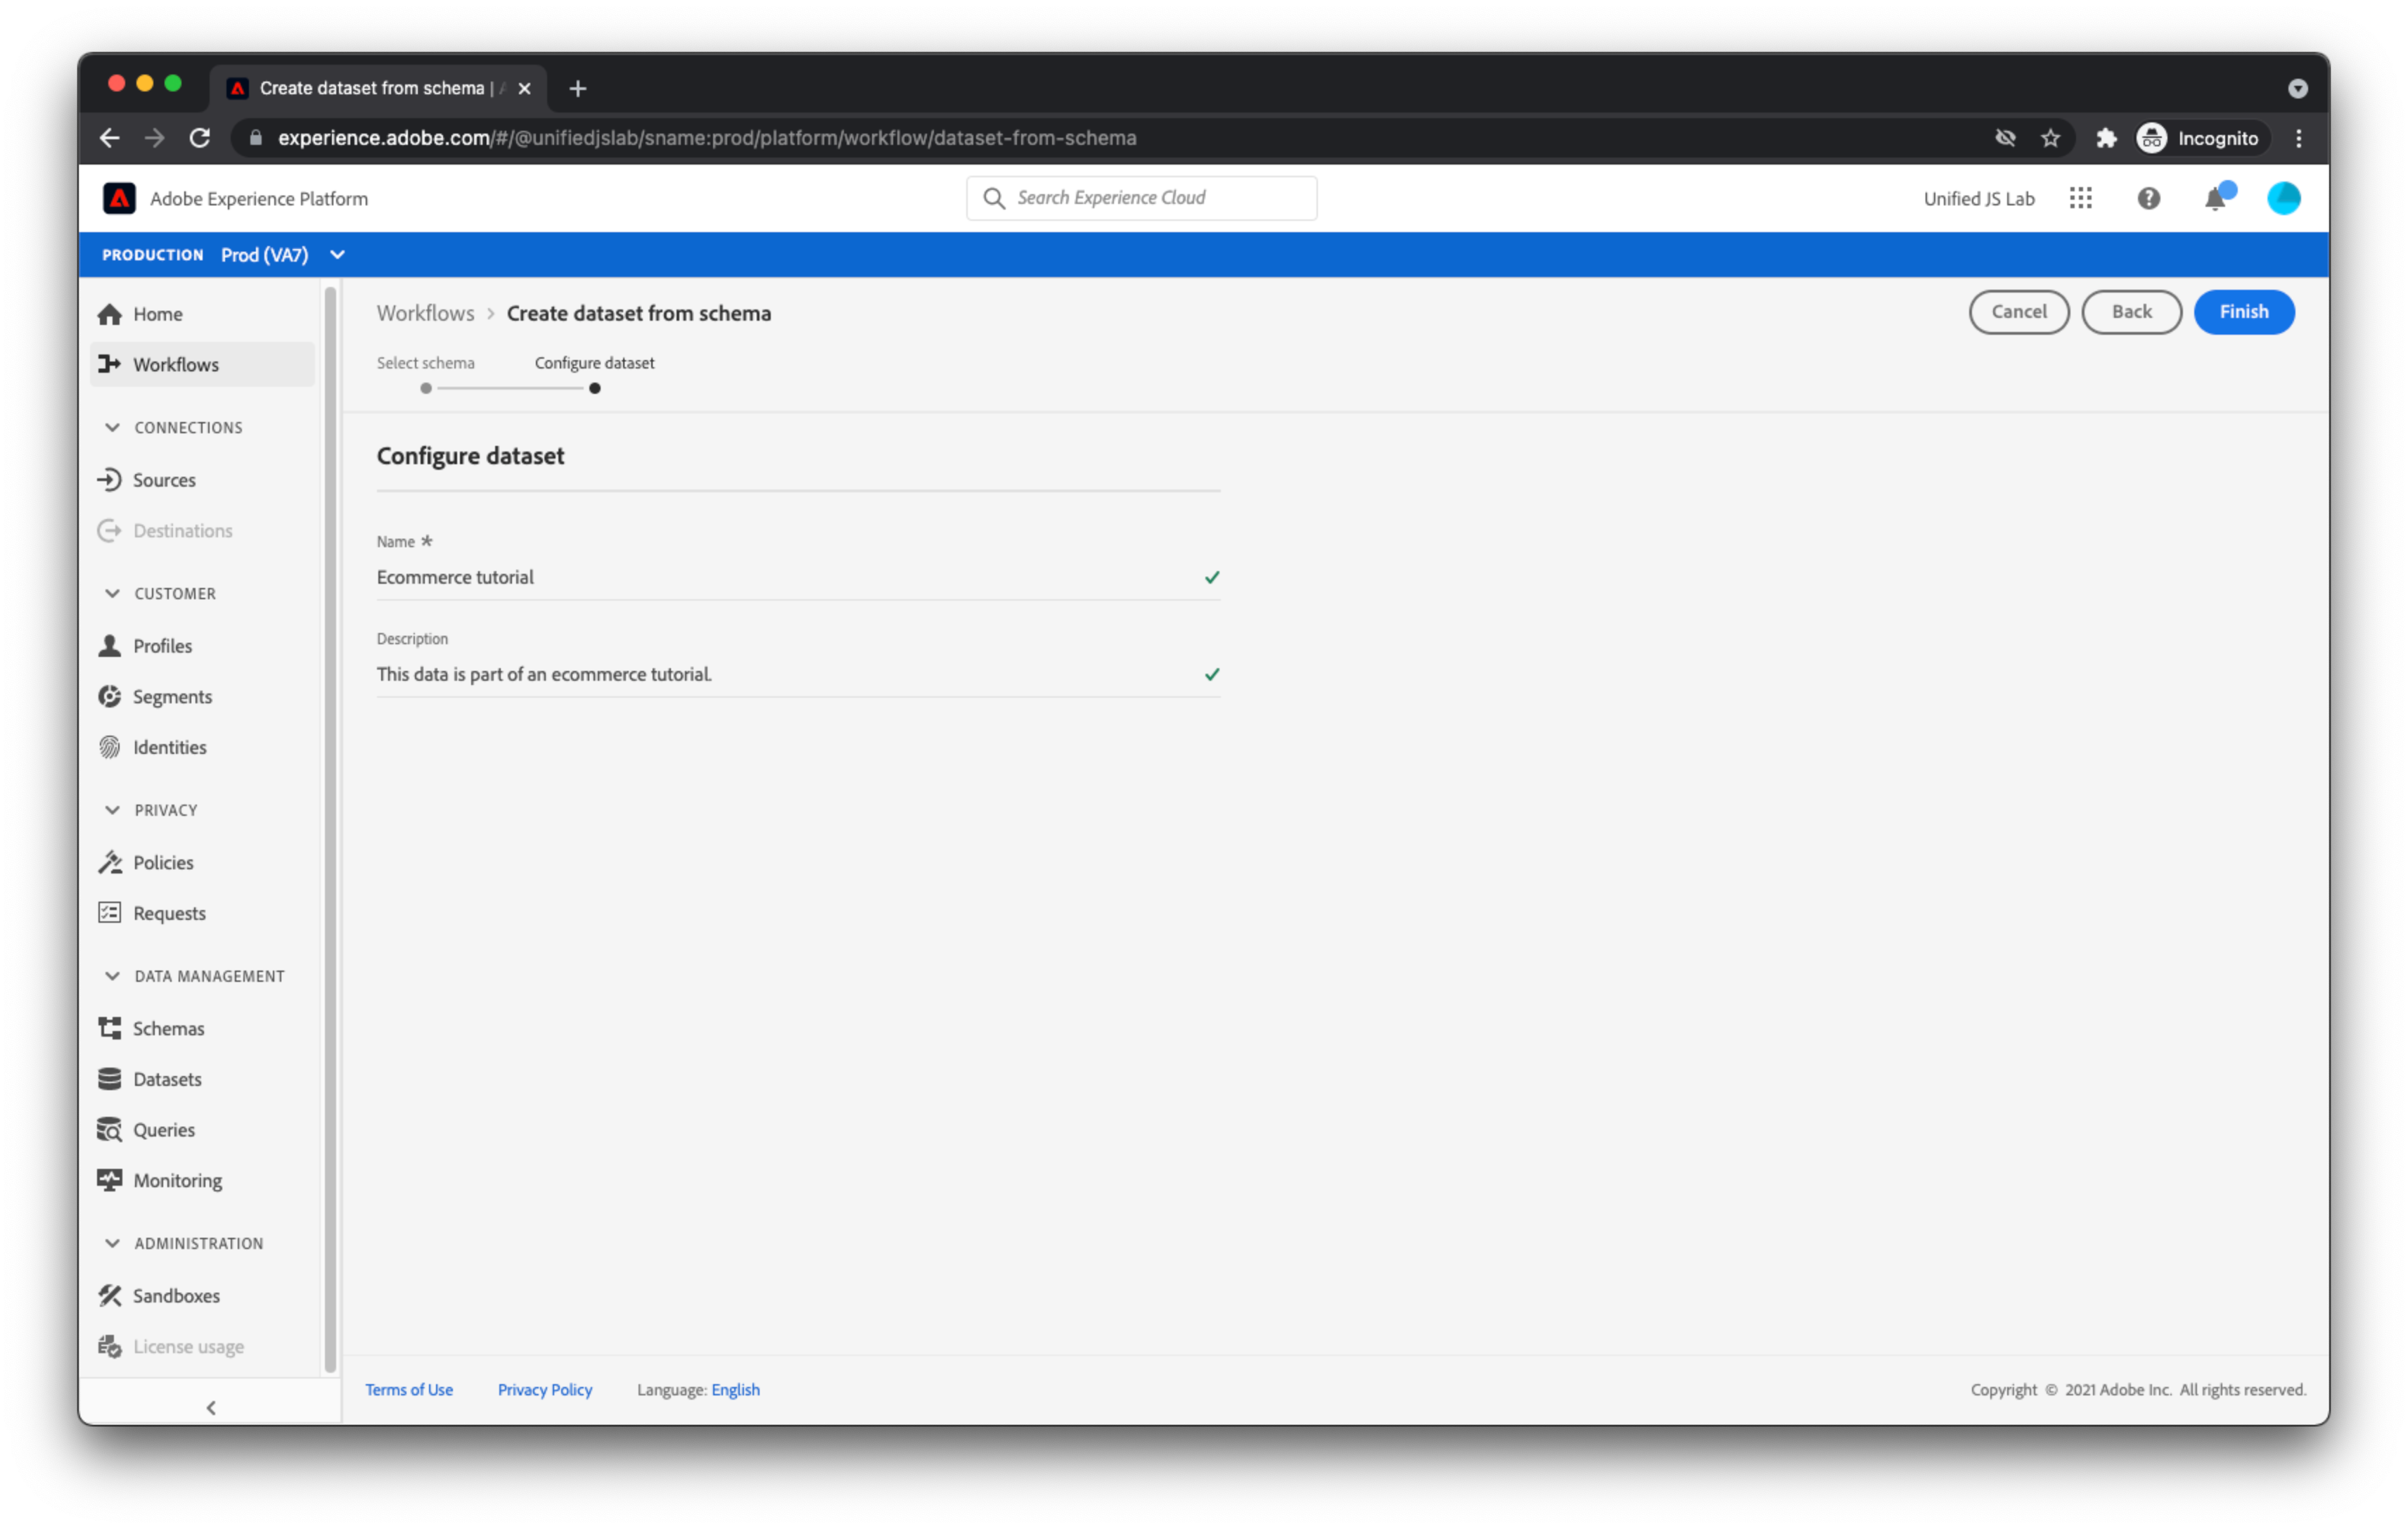 Create dataset from schema |
experience.adobe.com/#/@unifiedjslab/sname:prod/platform/workflow/dataset-from-schema
Incognito
Adobe Experience Platform
Search Experience Cloud
Unified JS Lab
PRODUCTION Prod (VA7)
Home
Workflows
CONNECTIONS
Sources
Destinations
CUSTOMER
Profiles
Segments
Identities
PRIVACY
Policies
Requests
DATA MANAGEMENT
Schemas
Datasets
Queries
Monitoring
ADMINISTRATION
Sandboxes
License usage
Workflows > Create dataset from schema
Cancel
Back
Finish
Select schema
Configure dataset
Configure dataset
Name *
Ecommerce tutorial
Description
This data is part of an ecommerce tutorial.
Terms of Use
Privacy Policy
Language: English
Copyright © 2021 Adobe Inc. All rights reserved.